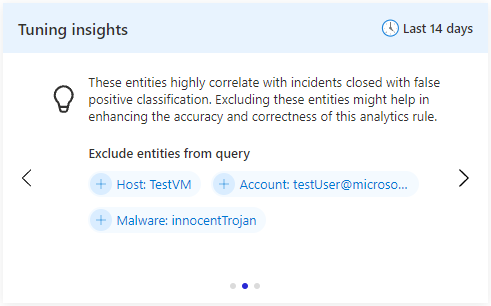 Tuning insights
Last 14 days
These entities highly correlate with incidents closed with false
positive classification. Excluding these entities might help in
enhancing the accuracy and correctness of this analytics rule.
Exclude entities from query
Host: TestVM
Account: testUser@microso...
Malware: innocentTrojan